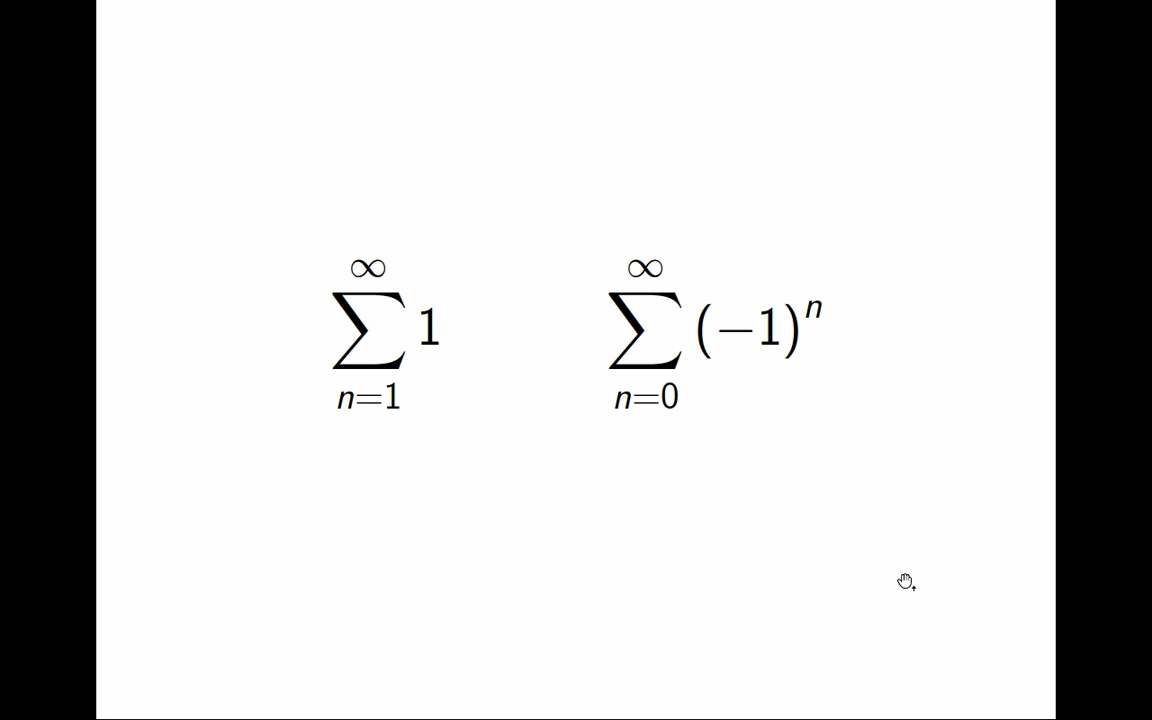 ∞ ∞
∑ 1 ∑ (−1)ⁿ
n=1 n=0